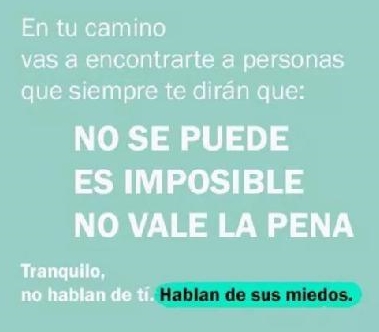 En tu camino
vas a encontrarte a personas
que siempre te dirán que:
NO SE PUEDE
ES IMPOSIBLE
NO VALE LA PENA
Tranquilo,
no hablan de tí. Hablan de sus miedos.